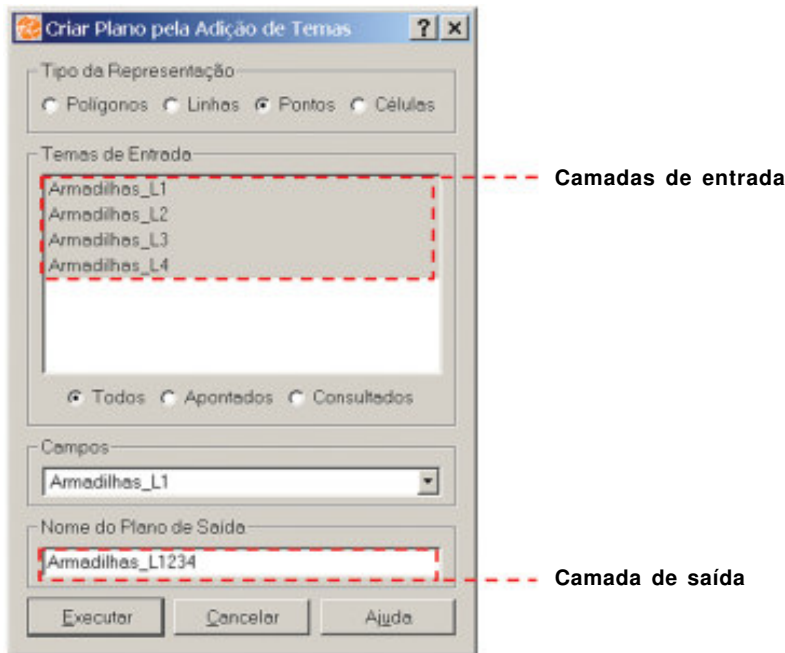 Criar Plano pela Adição de Temas
Tipo da Representação
Polígonos Linhas Pontos Células
Temas de Entrada
Armadilhas_L1
Camadas de entrada
Armadilhas_L2
Armadilhas_L3
Armadilhas_L4
Todos Apontados Consultados
Campos
Armadilhas_L1
Nome do Plano de Saída
Armadilhas_L1234
Camada de saída
Executar Cancelar Ajuda